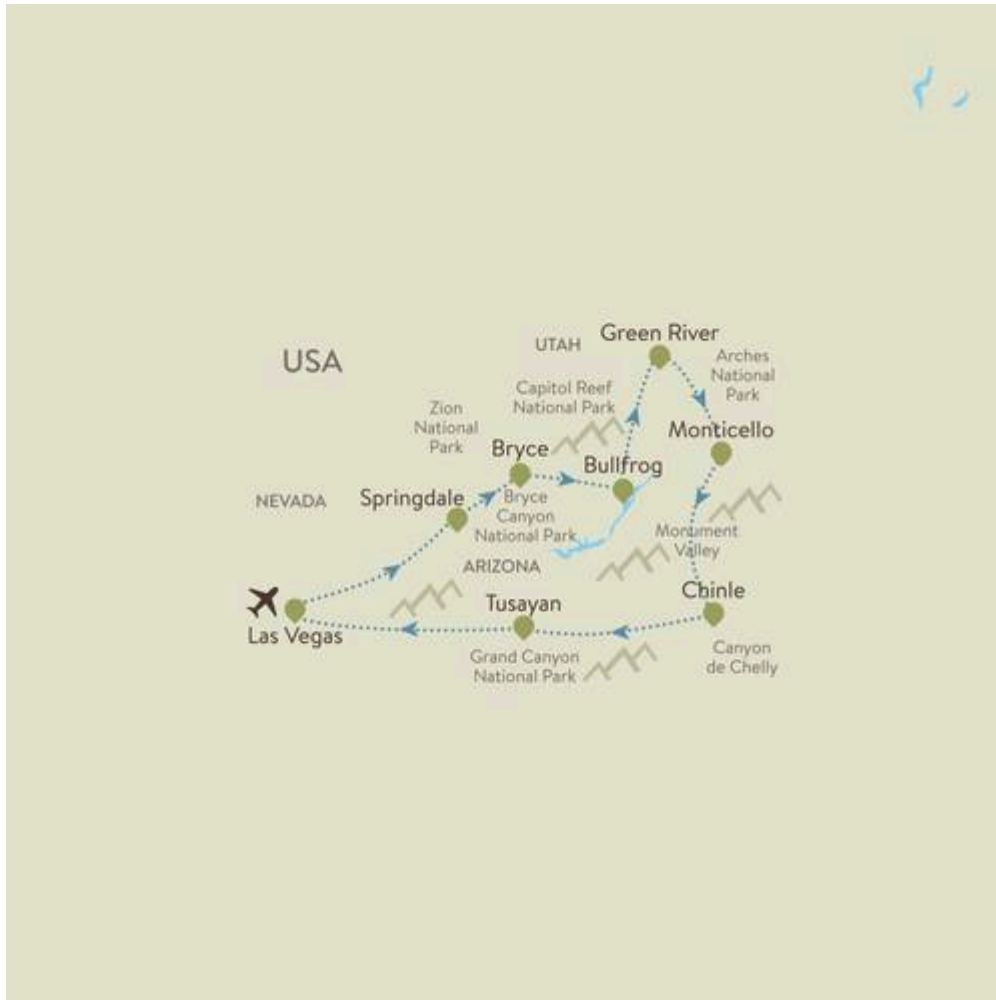 Green River
UTAH
USA
Arches
National
Park
Capitol Reef
National Park
Zion
National
Park
Monticello
Bryce
Bullfrog
NEVADA
Springdale
Bryce
Canyon
National Park
Monument
Valley
ARIZONA
Chinle
Tusayan
Las Vegas
Grand Canyon
National Park
Canyon
de Chelly